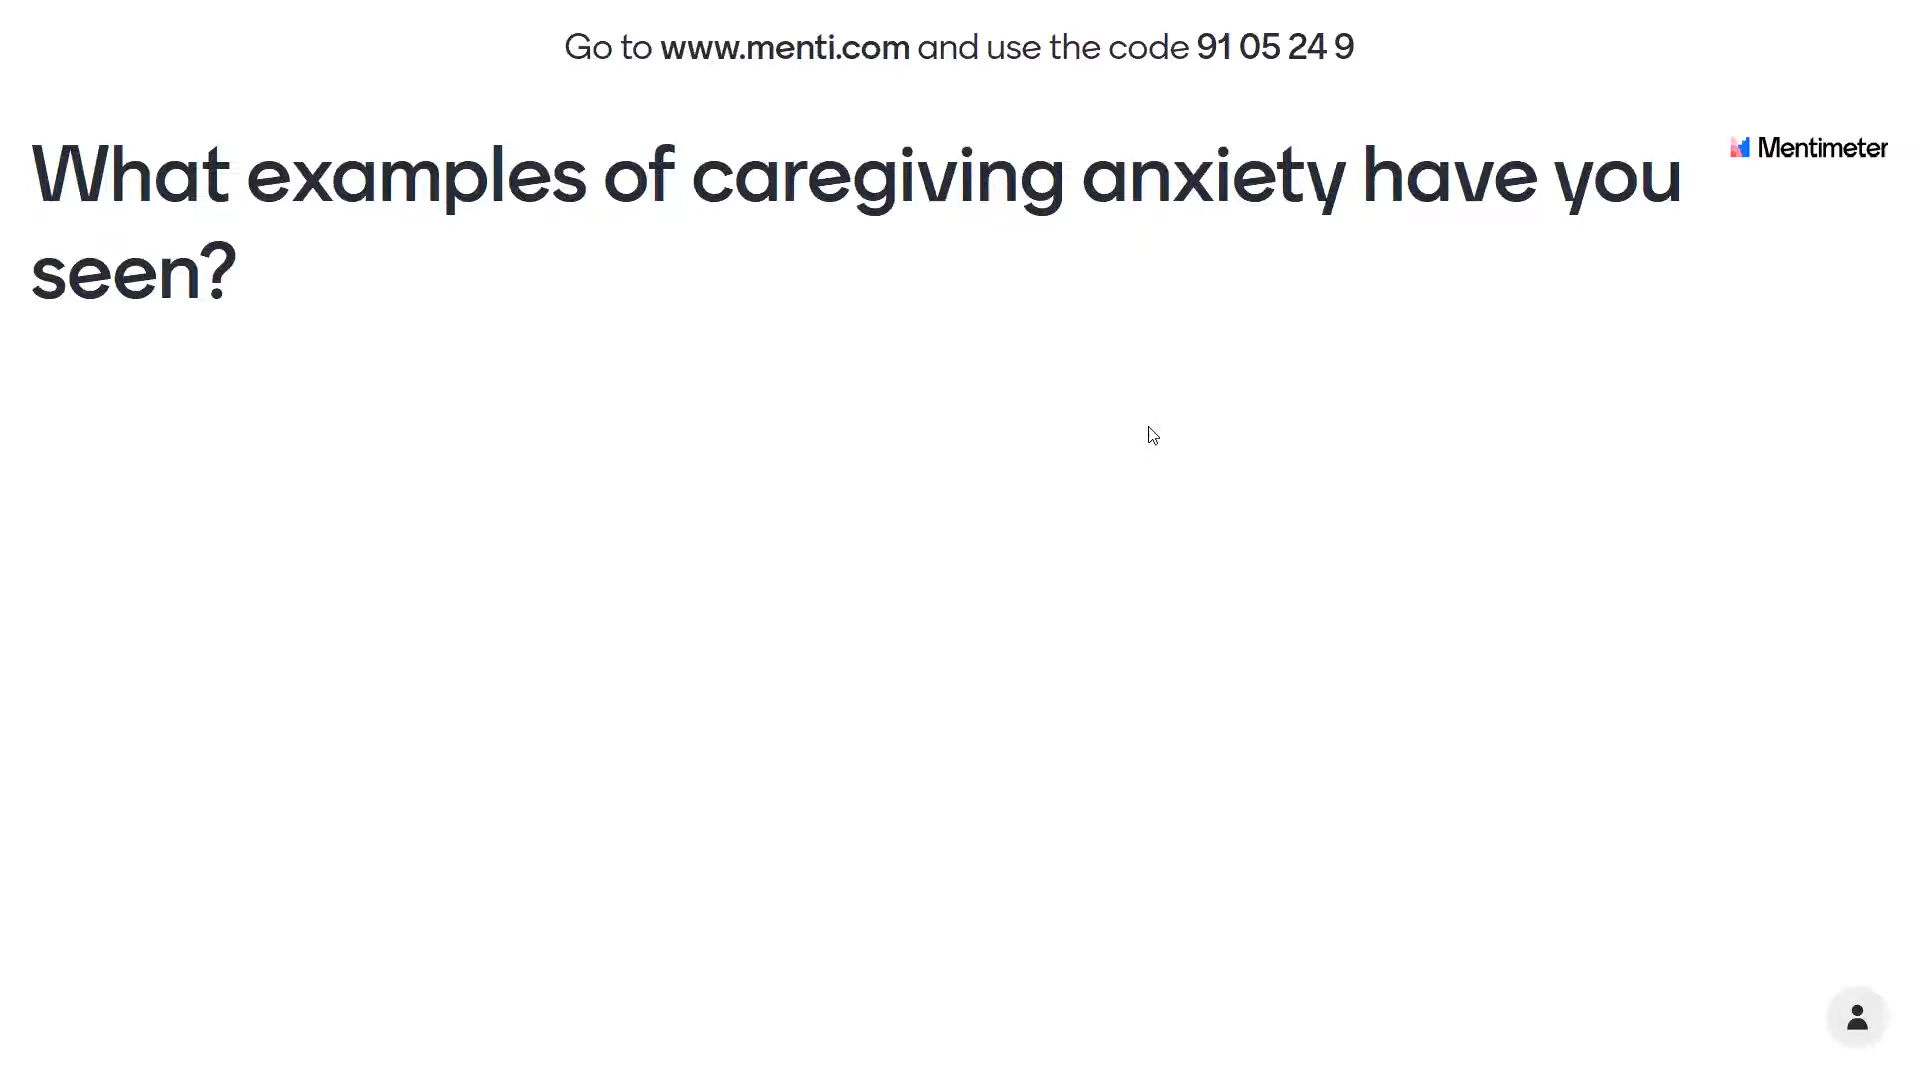 Go to www.menti.com and use the code 91 05 24 9
What examples of caregiving anxiety have you
Mentimeter
seen?